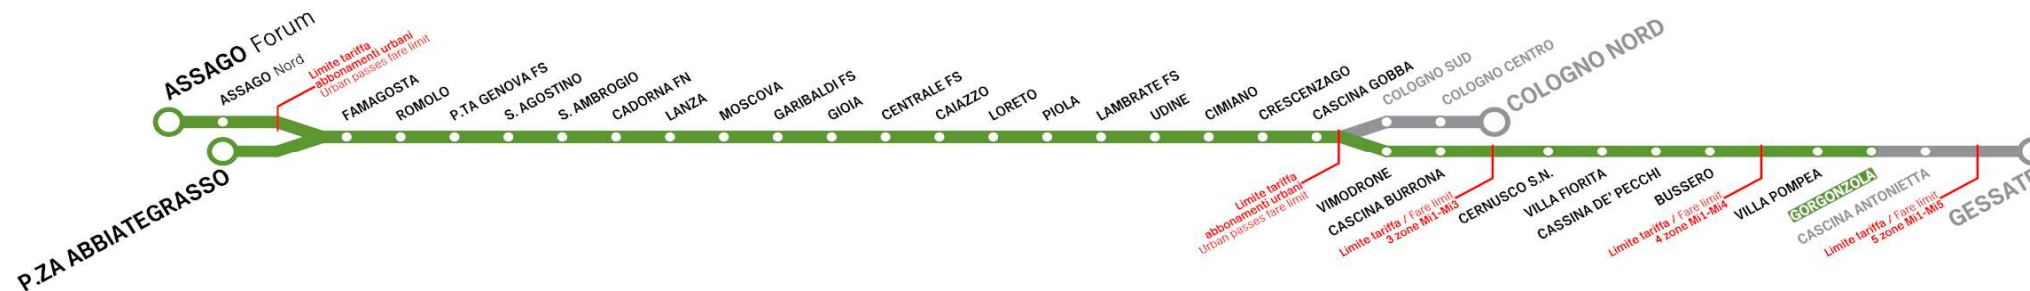 ASSAGO Forum
ASSAGO Nord
Limite tariffa
abbonamenti urbani
Urban passes fare limit
P.ZA ABBIATEGRASSO
FAMAGOSTA
ROMOLO
P.TA GENOVA FS
S. AGOSTINO
S. AMBROGIO
CADORNA FN
LANZA
MOSCOVA
GARIBALDI FS
GIOIA
CENTRALE FS
CAIAZZO
LORETO
PIOLA
LAMBRATE FS
UDINE
CIMIANO
CRESCENZAGO
CASCINA GOBBA
COLOGNO SUD
COLOGNO CENTRO
COLOGNO NORD
Limite tariffa
abbonamenti urbani
Urban passes fare limit
VIMODRONE
CASCINA BURRONA
Limite tariffa / Fare limit
3 zone Mi1-Mi3
CERNUSCO S.N.
VILLA FIORITA
CASSINA DE' PECCHI
BUSSERO
Limite tariffa / Fare limit
4 zone Mi1-Mi4
VILLA POMPEA
GORGONZOLA
CASCINA ANTONIETTA
Limite tariffa / Fare limit
5 zone Mi1-Mi5
GESSATE